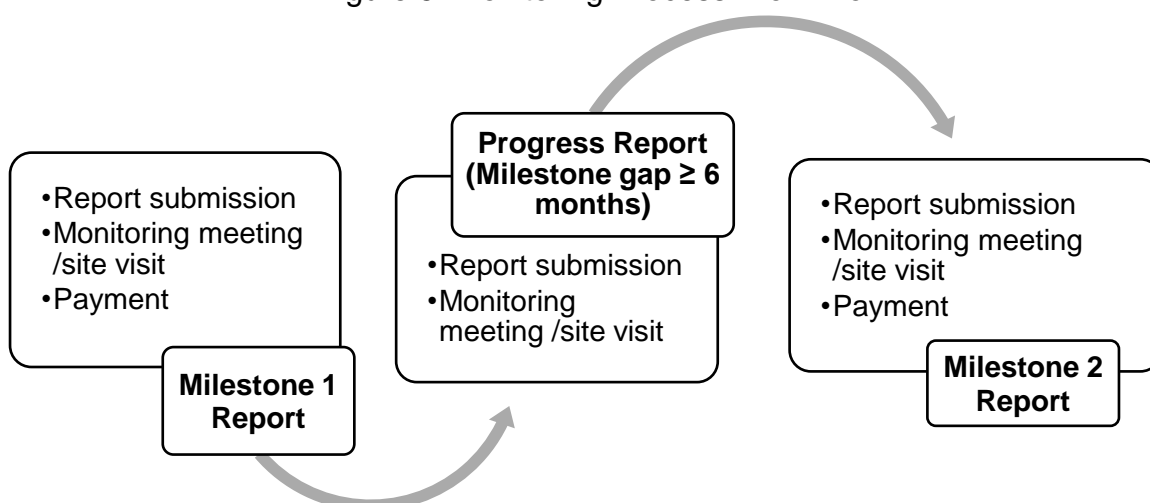 •Report submission
•Monitoring meeting
/site visit
•Payment
Milestone 1
Report
Progress Report
(Milestone gap ≥ 6
months)
•Report submission
•Monitoring
meeting /site visit
•Report submission
•Monitoring meeting
/site visit
•Payment
Milestone 2
Report